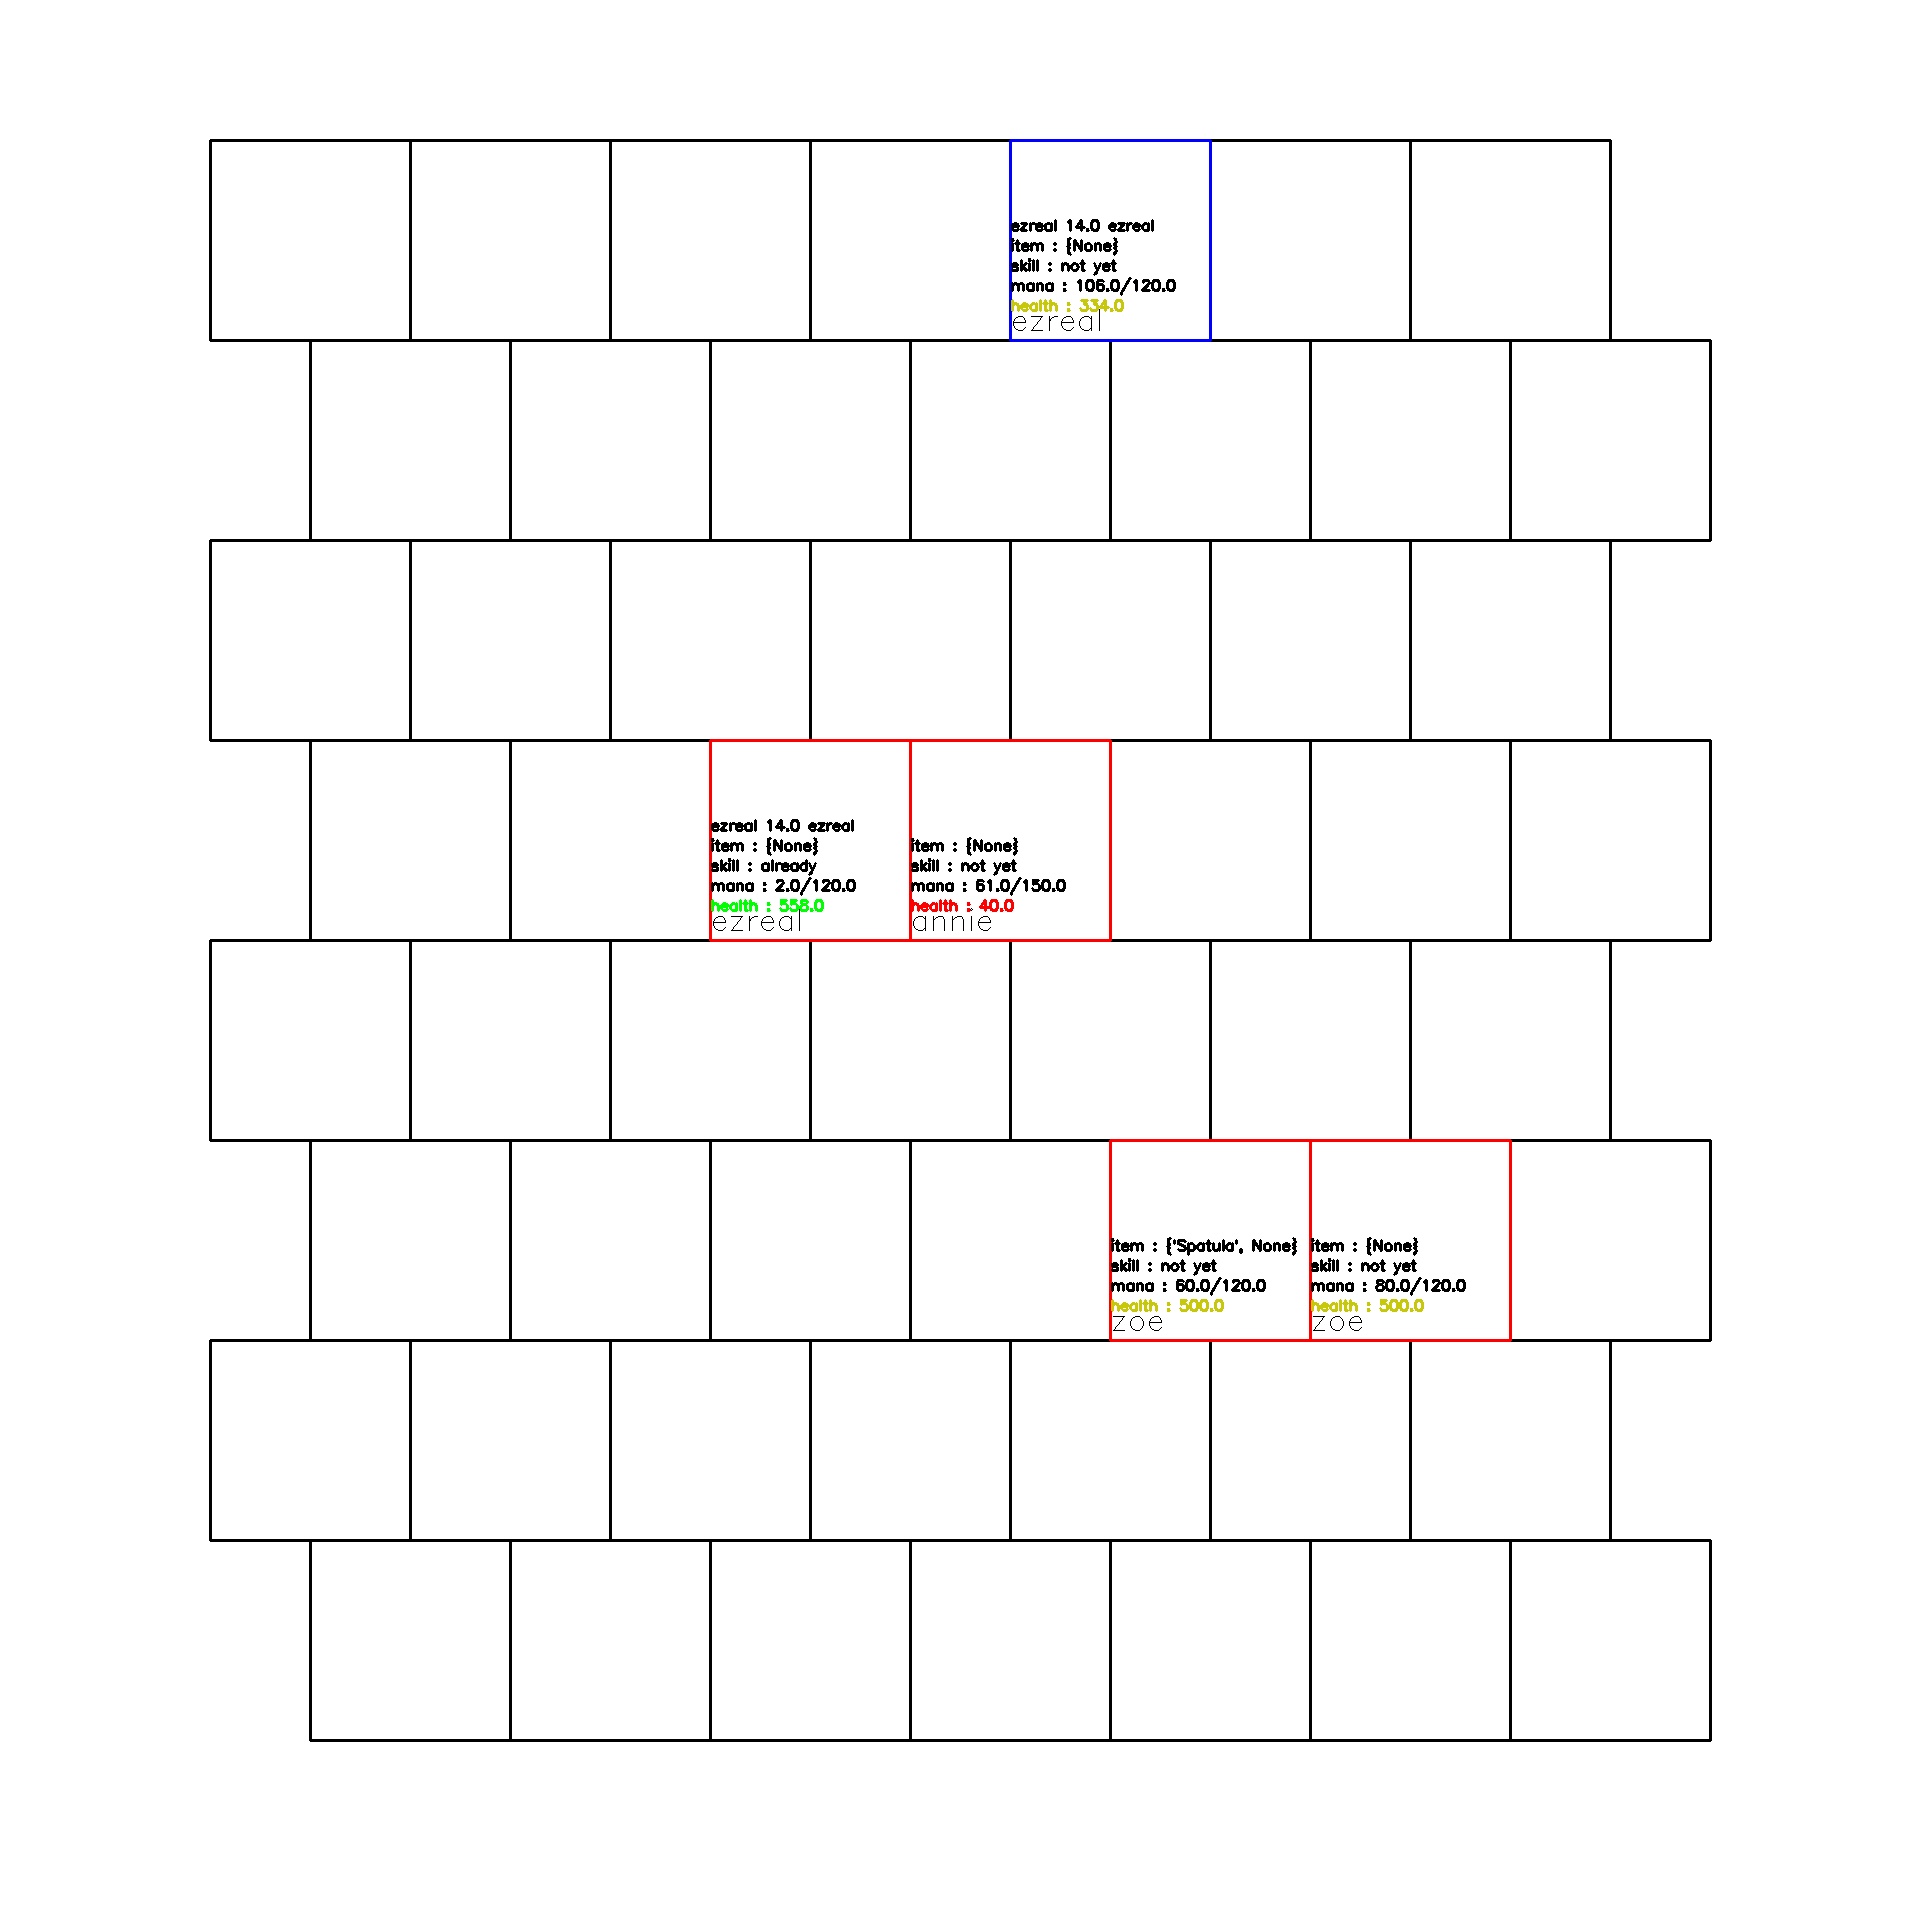 ezreal 14.0 ezreal
item : {None}
skill : not yet
mana : 106.0/120.0
health : 334.0
ezreal
ezreal 14.0 ezreal
item : {None}
skill : already
mana : 2.0/120.0
health : 558.0
ezreal
item : {None}
skill : not yet
mana : 61.0/150.0
health : 40.0
annie
item : {'Spatula', None}
skill : not yet
mana : 60.0/120.0
health : 500.0
zoe
item : {None}
skill : not yet
mana : 80.0/120.0
health : 500.0
zoe